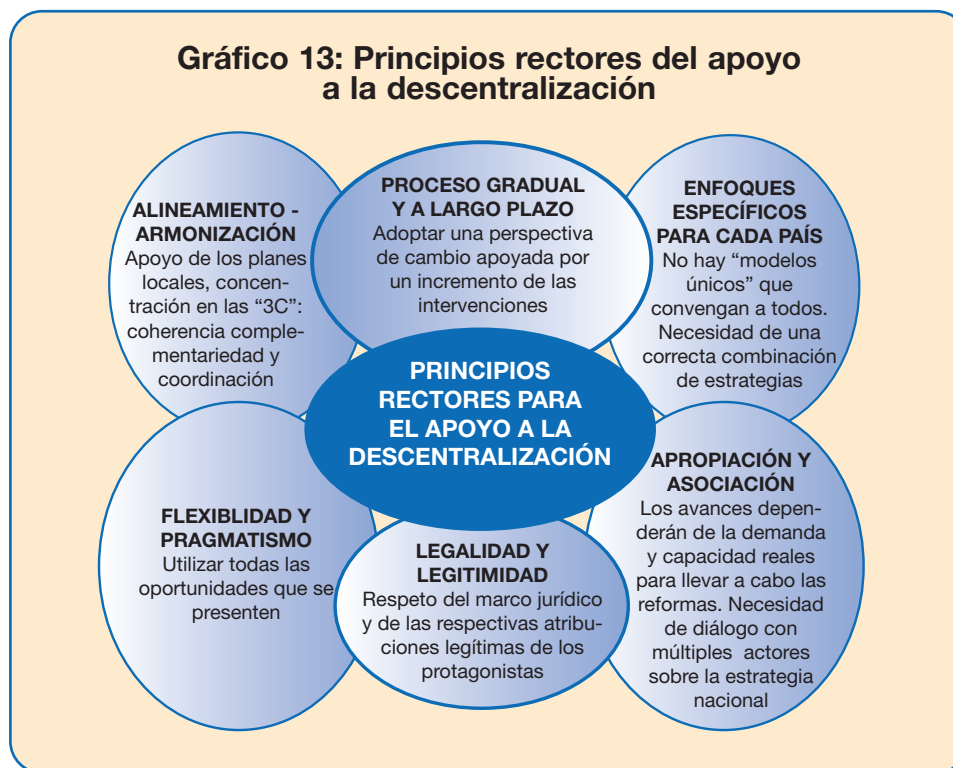 Gráfico 13: Principios rectores del apoyo
a la descentralización
ALINEAMIENTO -
ARMONIZACIÓN
Apoyo de los planes
locales, concen-
tración en las “3C”:
coherencia comple-
mentariedad y
coordinación
PROCESO GRADUAL
Y A LARGO PLAZO
Adoptar una perspectiva
de cambio apoyada por
un incremento de las
intervenciones
ENFOQUES
ESPECÍFICOS
PARA CADA PAÍS
No hay “modelos
únicos” que
convengan a todos.
Necesidad de una
correcta combinación
de estrategias
PRINCIPIOS
RECTORES PARA
EL APOYO A LA
DESCENTRALIZACIÓN
FLEXIBLIDAD Y
PRAGMATISMO
Utilizar todas las
oportunidades que se
presenten
LEGALIDAD Y
LEGITIMIDAD
Respeto del marco jurídico
y de las respectivas atribu-
ciones legítimas de los
protagonistas
APROPIACIÓN Y
ASOCIACIÓN
Los avances depen-
derán de la demanda
y capacidad reales
para llevar a cabo las
reformas. Necesidad
de diálogo con
múltiples actores
sobre la estrategia
nacional